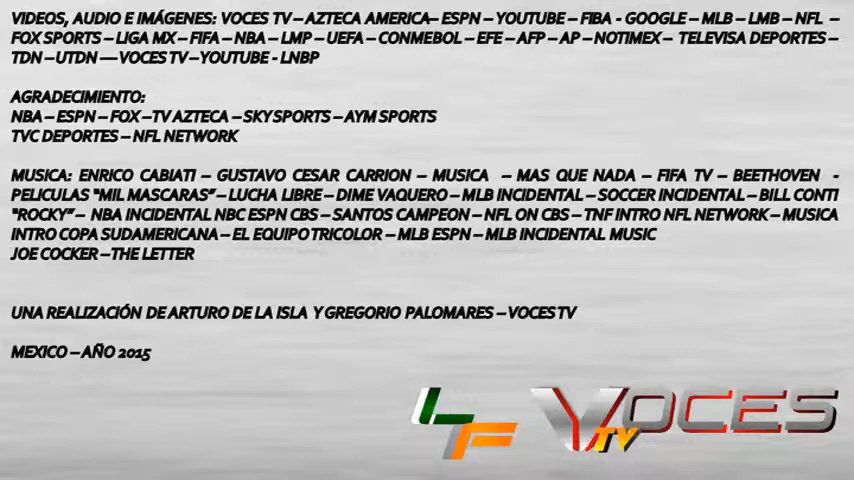 VIDEOS, AUDIO E IMÁGENES: VOCES TV – AZTECA AMERICA– ESPN – YOUTUBE – FIBA - GOOGLE – MLB – LMB – NFL –
FOX SPORTS – LIGA MX – FIFA – NBA – LMP – UEFA – CONMEBOL – EFE – AFP – AP – NOTIMEX – TELEVISA DEPORTES –
TDN – UTDN –– VOCES TV –YOUTUBE - LNBP
AGRADECIMIENTO:
NBA – ESPN – FOX –TV AZTECA – SKY SPORTS – AYM SPORTS
TVC DEPORTES – NFL NETWORK
MUSICA: ENRICO CABIATI – GUSTAVO CESAR CARRION – MUSICA – MAS QUE NADA – FIFA TV – BEETHOVEN -
PELICULAS "MIL MASCARAS" – LUCHA LIBRE – DIME VAQUERO – MLB INCIDENTAL – SOCCER INCIDENTAL – BILL CONTI
"ROCKY" – NBA INCIDENTAL NBC ESPN CBS – SANTOS CAMPEON – NFL ON CBS – TNF INTRO NFL NETWORK – MUSICA
INTRO COPA SUDAMERICANA – EL EQUIPO TRICOLOR – MLB ESPN – MLB INCIDENTAL MUSIC
JOE COCKER –THE LETTER
UNA REALIZACIÓN DE ARTURO DE LA ISLA Y GREGORIO PALOMARES – VOCES TV
MEXICO – AÑO 2015
LF VOCES
TV